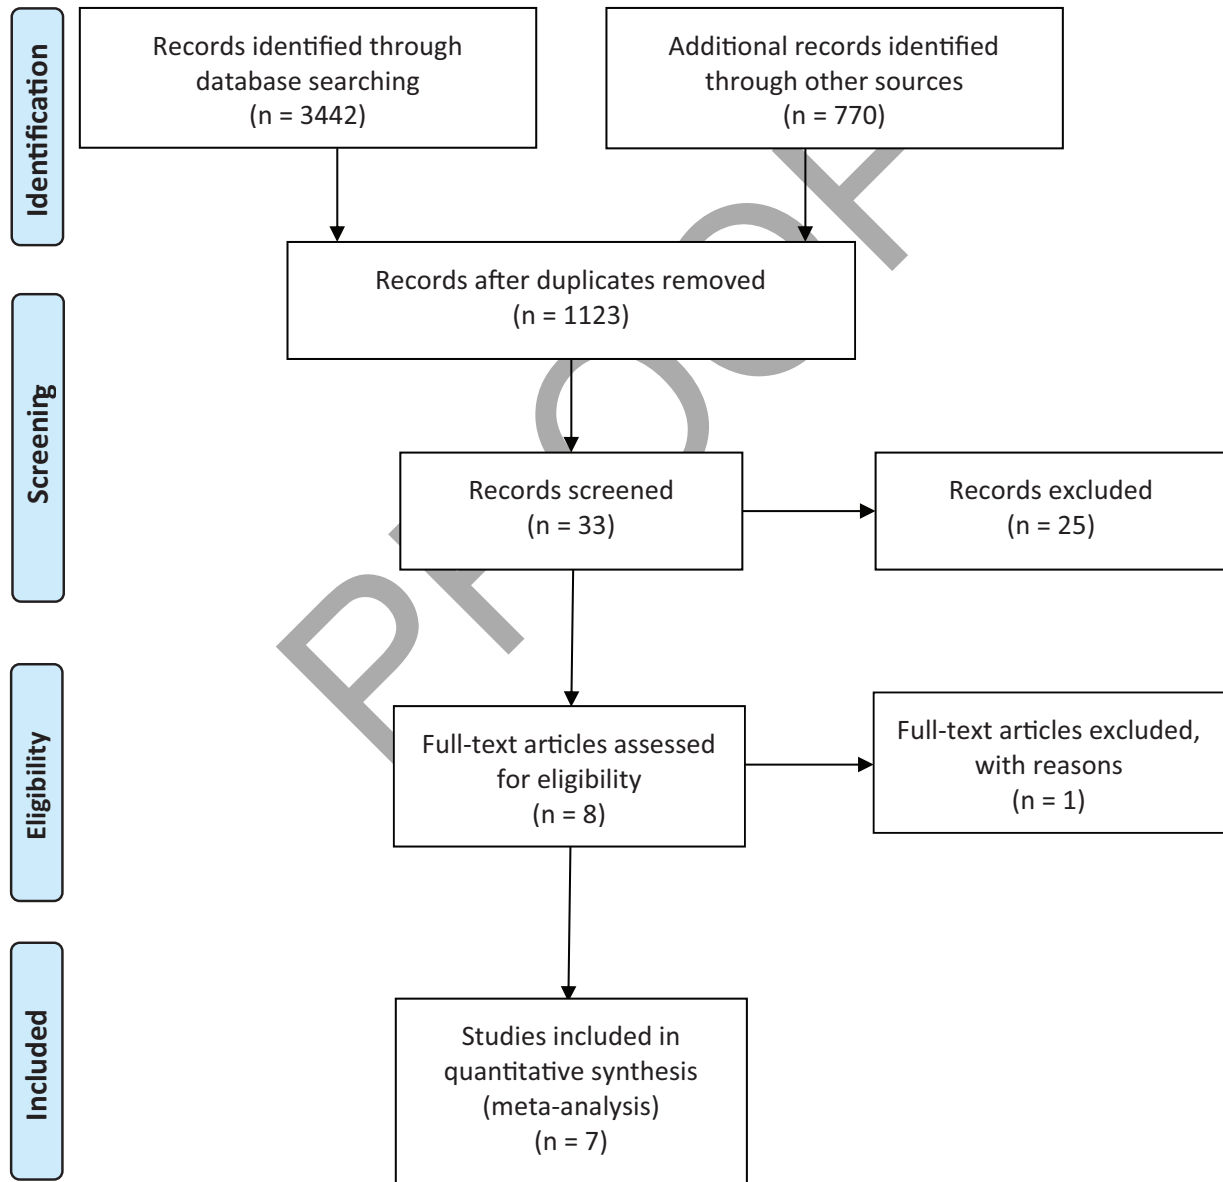 Identification
Records identified through
database searching
(n = 3442)
Additional records identified
through other sources
(n = 770)
Records after duplicates removed
(n = 1123)
Screening
Records screened
(n = 33)
Records excluded
(n = 25)
Eligibility
Full-text articles assessed
for eligibility
(n = 8)
Full-text articles excluded,
with reasons
(n = 1)
Included
Studies included in
quantitative synthesis
(meta-analysis)
(n = 7)
PROOF